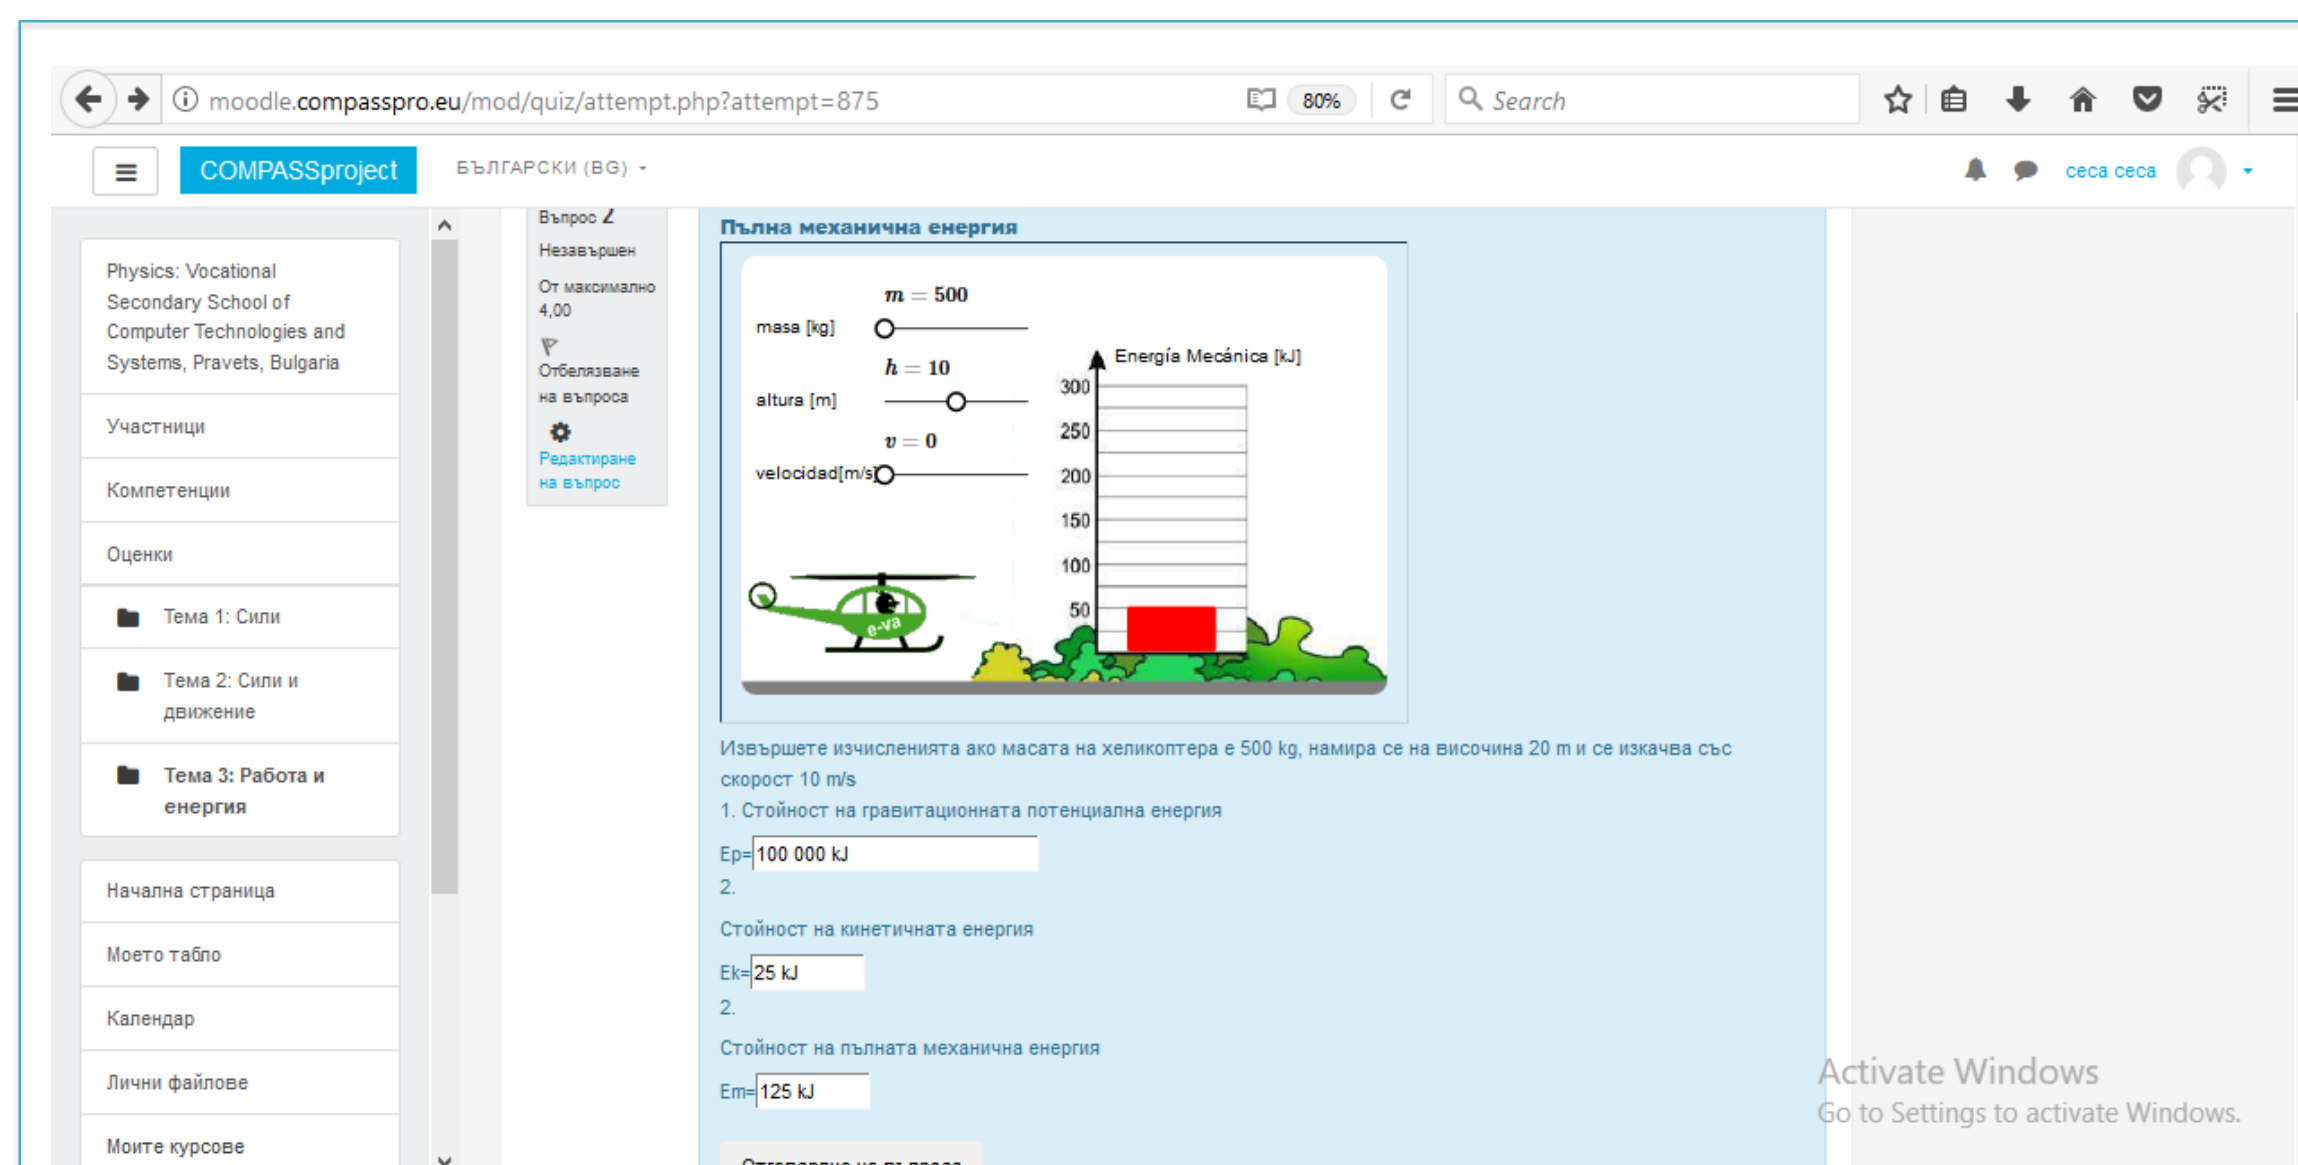 moodle.compasspro.eu/mod/quiz/attempt.php?attempt=875
80%
Search
COMPASSproject
БЪЛГАРСКИ (BG)
ceca ceca
Physics: Vocational
Secondary School of
Computer Technologies and
Systems, Pravets, Bulgaria
Участници
Компетенции
Оценки
Тема 1: Сили
Тема 2: Сили и
движение
Тема 3: Работа и
енергия
Начална страница
Моето табло
Календар
Лични файлове
Моите курсове
Въпрос 2
Незавършен
От максимално
4,00
Отбелязване
на въпроса
Редактиране
на въпрос
Пълна механична енергия
m = 500
masa [kg]
h = 10
altura [m]
v = 0
velocidad[m/s]
Energía Mecánica [kJ]
300
250
200
150
100
50
e-va
Извършете изчисленията ако масата на хеликоптера е 500 kg, намира се на височина 20 m и се изкачва със
скорост 10 m/s
1. Стойност на гравитационната потенциална енергия
Ep=100 000 kJ
2.
Стойност на кинетичната енергия
Ek=25 kJ
2.
Стойност на пълната механична енергия
Em=125 kJ
Activate Windows
Go to Settings to activate Windows.